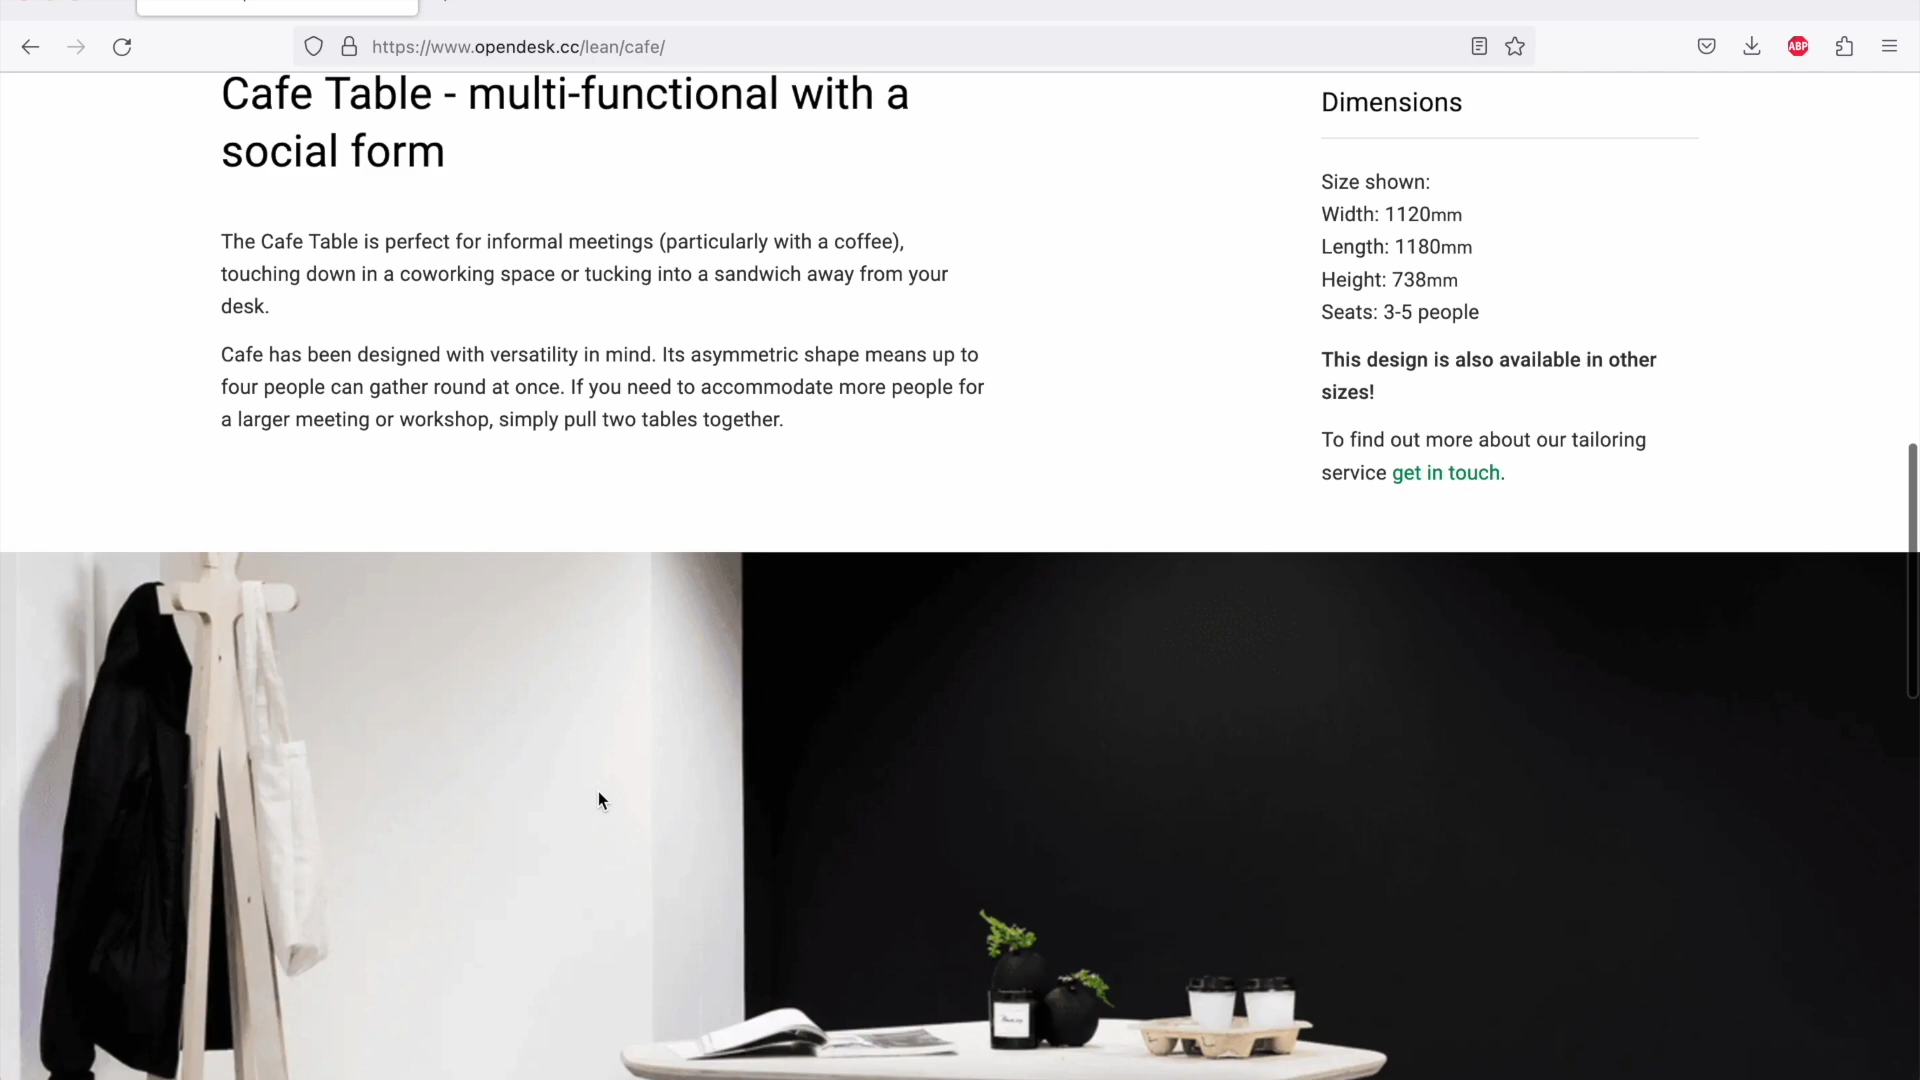 https://www.opendesk.cc/lean/cafe/
ABP
Cafe Table - multi-functional with a
social form
The Cafe Table is perfect for informal meetings (particularly with a coffee),
touching down in a coworking space or tucking into a sandwich away from your
desk.
Cafe has been designed with versatility in mind. Its asymmetric shape means up to
four people can gather round at once. If you need to accommodate more people for
a larger meeting or workshop, simply pull two tables together.
Dimensions
Size shown:
Width: 1120mm
Length: 1180mm
Height: 738mm
Seats: 3-5 people
This design is also available in other
sizes!
To find out more about our tailoring
service get in touch.